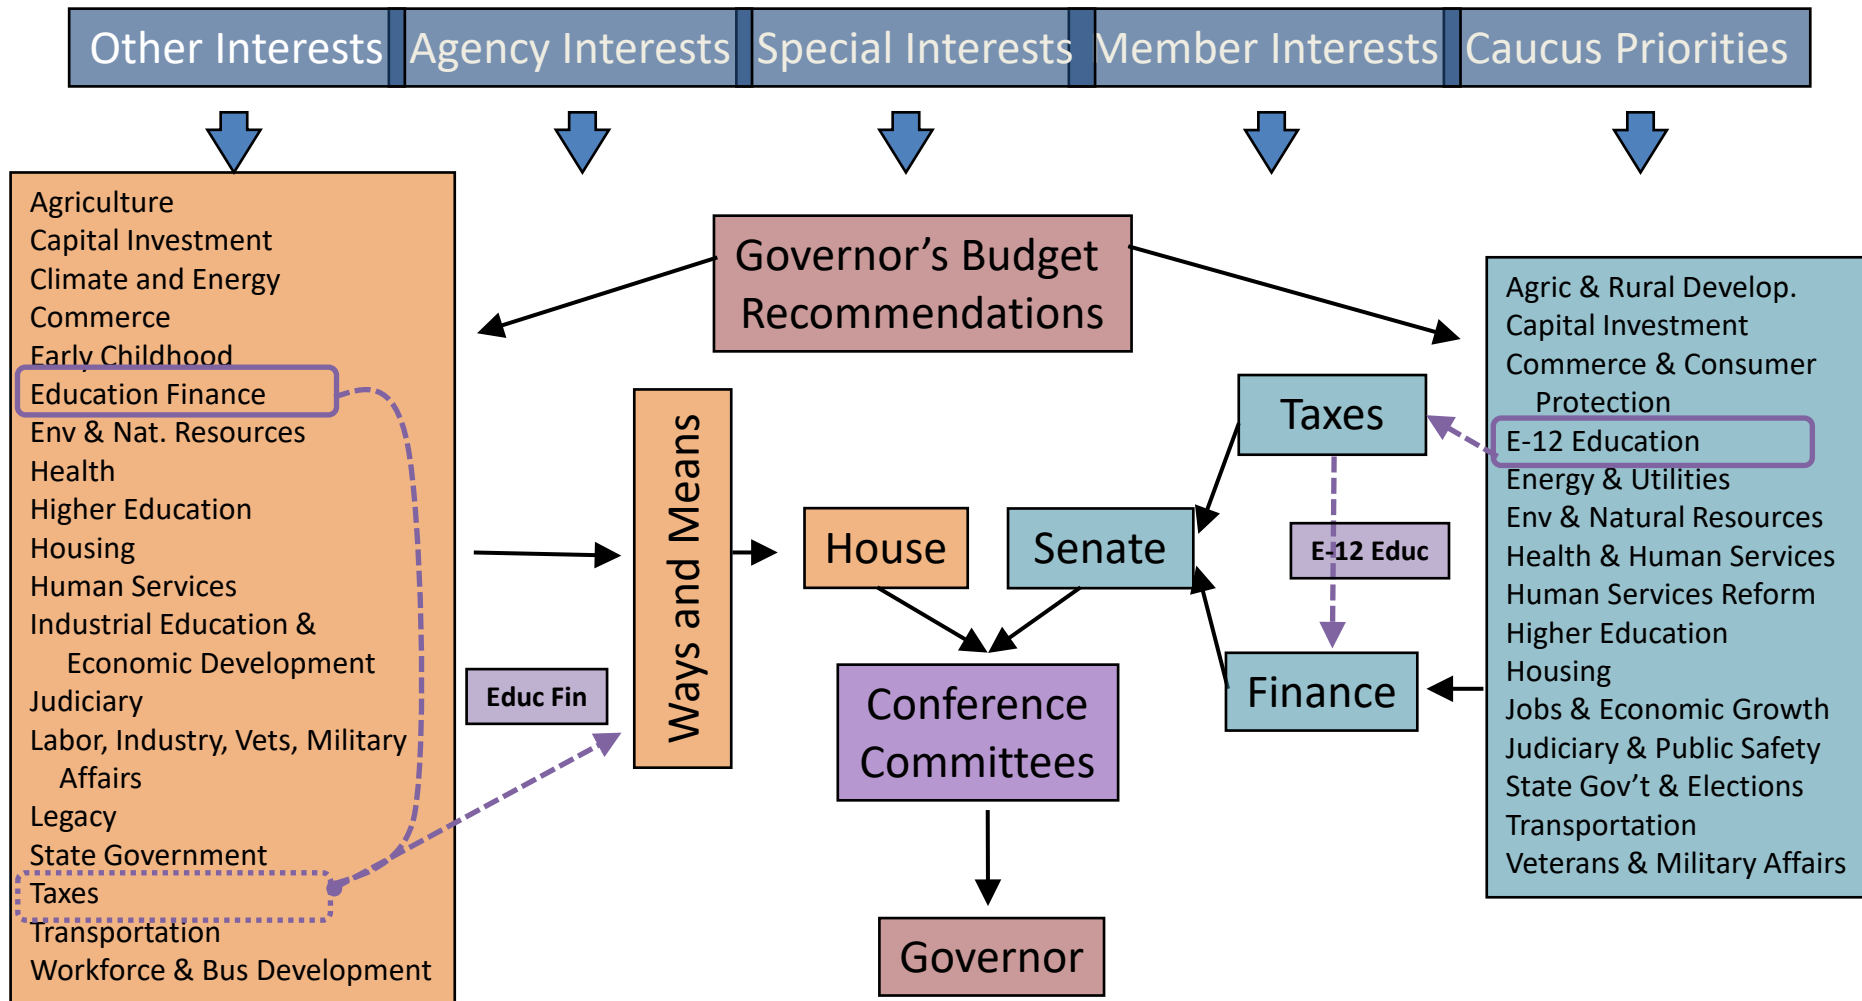 Other Interests
Agency Interests
Special Interests
Member Interests
Caucus Priorities
Agriculture
Capital Investment
Climate and Energy
Commerce
Early Childhood
Education Finance
Env & Nat. Resources
Health
Higher Education
Housing
Human Services
Industrial Education &
Economic Development
Judiciary
Labor, Industry, Vets, Military
Affairs
Legacy
State Government
Taxes
Transportation
Workforce & Bus Development
Educ Fin
Ways and Means
Governor’s Budget
Recommendations
House
Senate
Conference
Committees
Governor
Taxes
E-12 Educ
Finance
Agric & Rural Develop.
Capital Investment
Commerce & Consumer
Protection
E-12 Education
Energy & Utilities
Env & Natural Resources
Health & Human Services
Human Services Reform
Higher Education
Housing
Jobs & Economic Growth
Judiciary & Public Safety
State Gov’t & Elections
Transportation
Veterans & Military Affairs